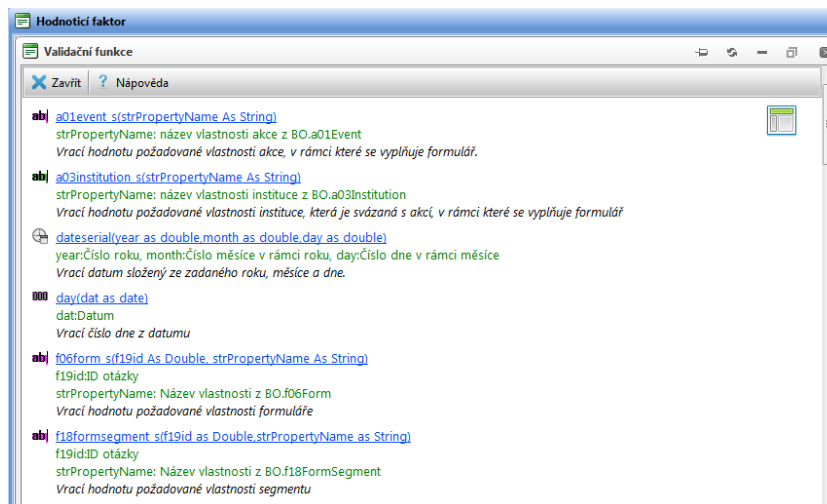 Hodnoticí faktor
Validační funkce
Zavřít
? Nápověda
ab a01event_s(strPropertyName As String)
strPropertyName: název vlastnosti akce z BO.a01Event
Vrací hodnotu požadované vlastnosti akce, v rámci které se vyplňuje formulář.
ab a03institution_s(strPropertyName As String)
strPropertyName: název vlastnosti instituce z BO.a03Institution
Vrací hodnotu požadované vlastnosti instituce, která je svázaná s akcí, v rámci které se vyplňuje formulář
dateserial(year as double,month as double,day as double)
year:Číslo roku, month:Číslo měsíce v rámci roku, day:Číslo dne v rámci měsíce
Vrací datum složený ze zadaného roku, měsíce a dne.
000 day(dat as date)
dat:Datum
Vrací číslo dne z datumu
ab f06form_s(f19id As Double, strPropertyName As String)
f19id:ID otázky
strPropertyName: Název vlastnosti z BO.f06Form
Vrací hodnotu požadované vlastnosti formuláře
ab f18formsegment_s(f19id as Double,strPropertyName as String)
f19id:ID otázky
strPropertyName: Název vlastnosti z BO.f18FormSegment
Vrací hodnotu požadované vlastnosti segmentu